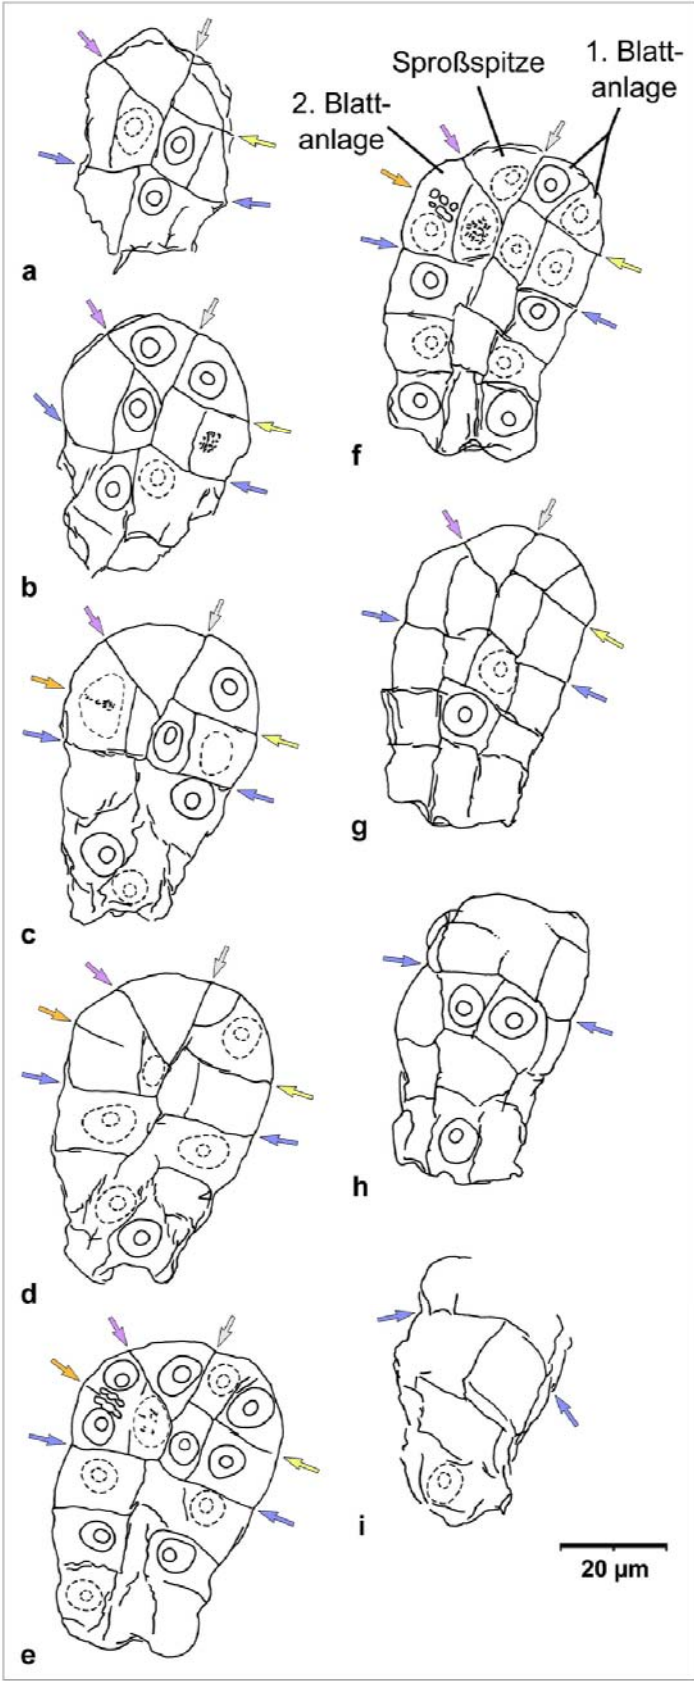 a
b
c
d
e
Sproßspitze
1. Blatt-
anlage
2. Blatt-
anlage
f
g
h
i
20 µm